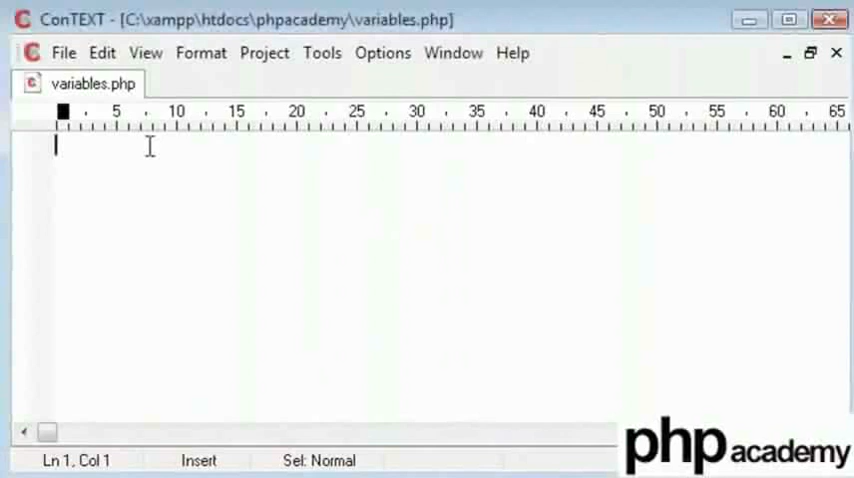 ConTEXT - [C:\xampp\htdocs\phpacademy\variables.php]
File Edit View Format Project Tools Options Window Help
variables.php
5 10 15 20 25 30 35 40 45 50 55 60 65
Ln 1, Col 1 Insert Sel: Normal
php academy